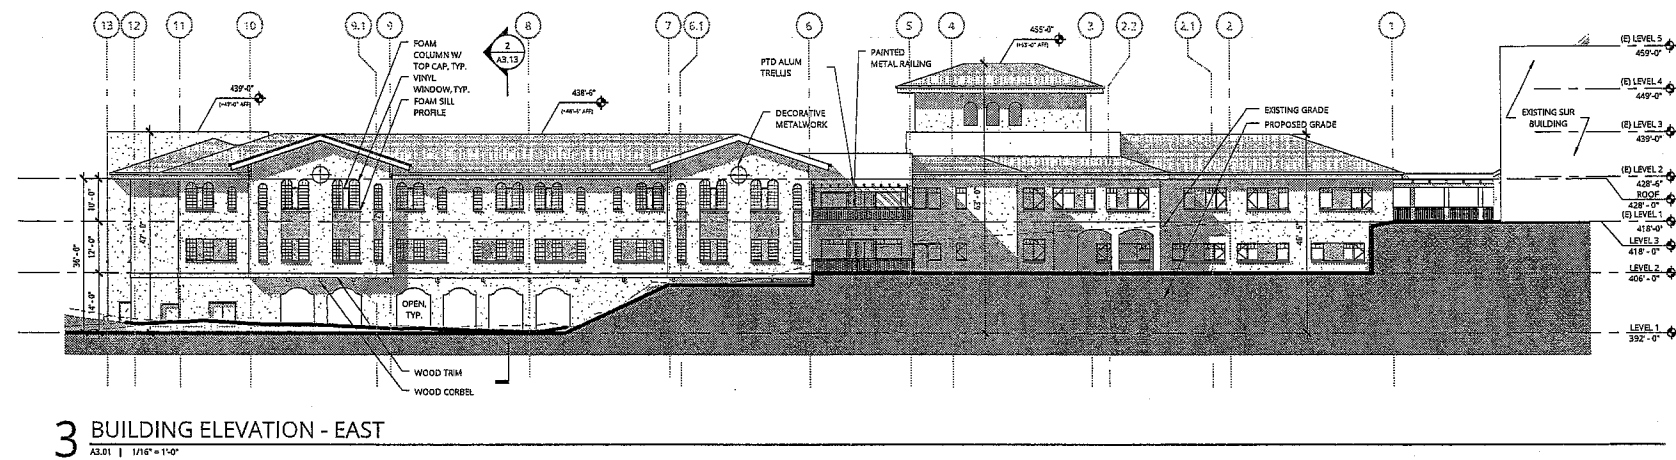 13 12 11 10 9.1 9 8 7 6.1 6 5 4 3 2.2 2.1 2 1
FOAM
COLUMN W/
TOP CAP, TYP.
VINYL
WINDOW, TYP.
FOAM SILL
PROFILE
2
A3.13
PTD ALUM
TRELLIS
PAINTED
METAL RAILING
DECORATIVE
METALWORK
455'-0"
439'-0"
438'-6"
EXISTING GRADE
PROPOSED GRADE
EXISTING SUR
BUILDING
(E) LEVEL 5
459'-0"
(E) LEVEL 4
449'-0"
(E) LEVEL 3
439'-0"
(E) LEVEL 2
428'-6"
ROOF
428' - 0"
(E) LEVEL 1
418'-0"
LEVEL 3
418' - 0"
LEVEL 2
406' - 0"
LEVEL 1
392' - 0"
10'-0"
12'-0"
14'-0"
36'-0"
47'-0"
63'-0"
OPEN,
TYP.
WOOD TRIM
WOOD CORBEL
3 BUILDING ELEVATION - EAST
A3.01 | 1/16" = 1'-0"